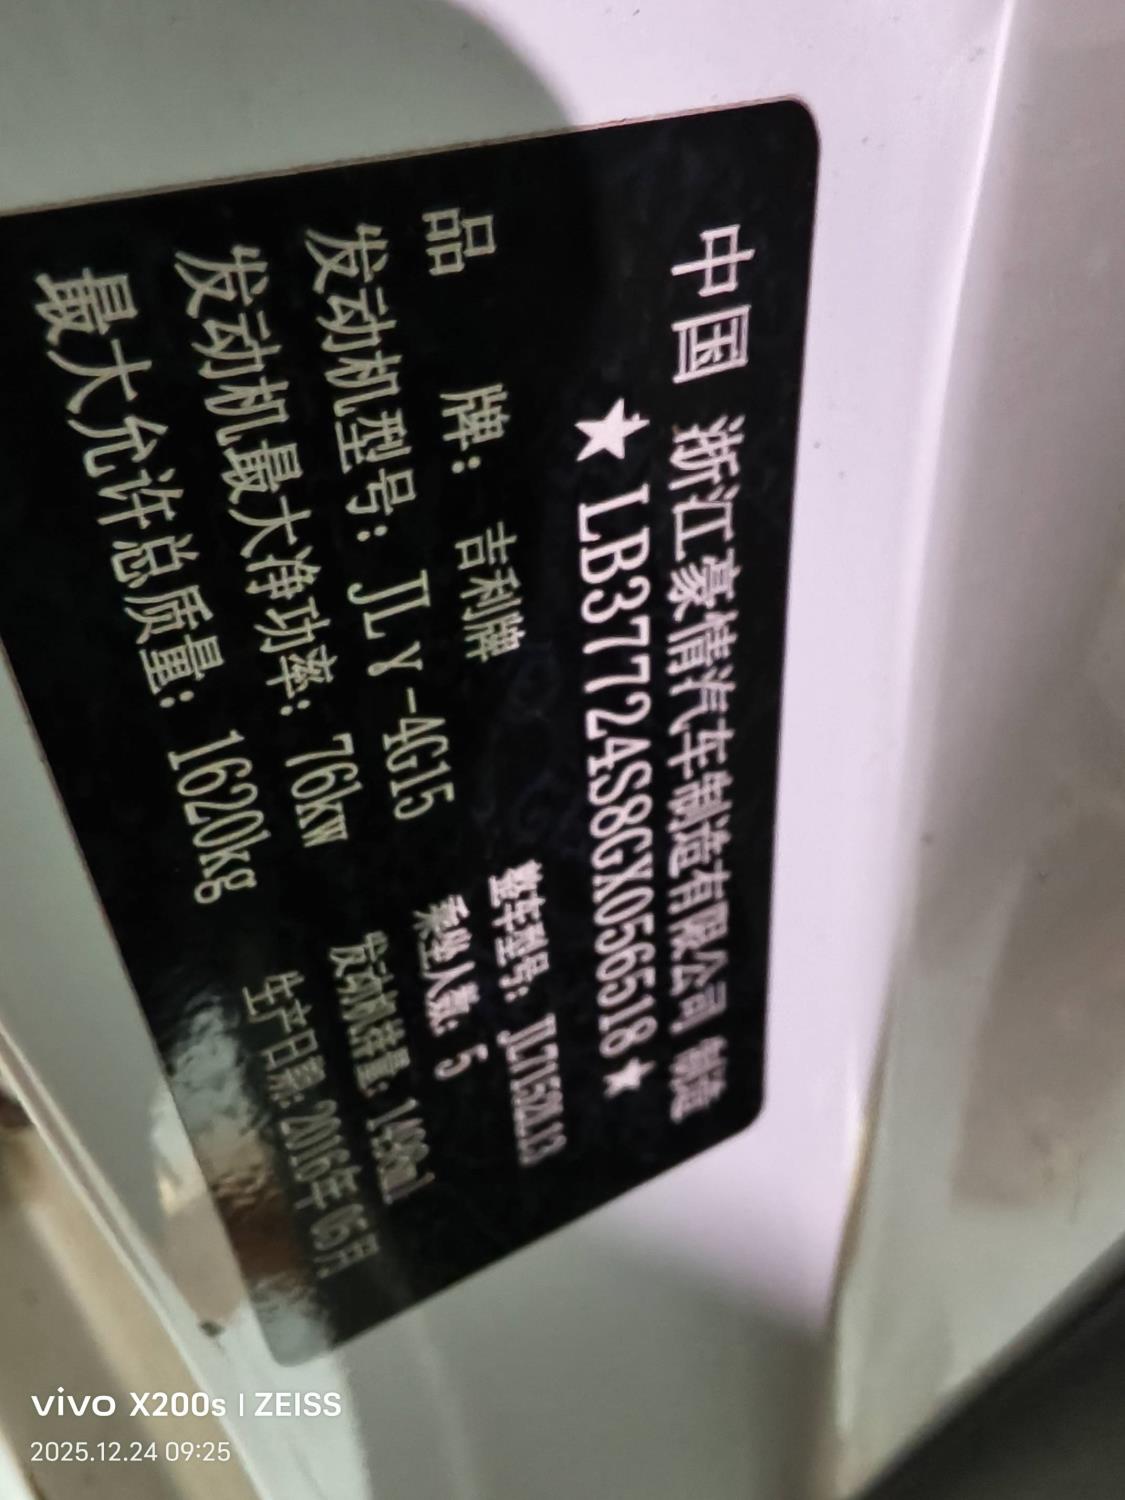 中国 浙江豪情汽车制造有限公司 制造
★LB37724S8GX056518★
品 牌：吉利牌 整车型号：JL7152L13
发动机型号：JLγ-4G15 乘坐人数：5
发动机最大净功率：76kw 发动机排量：1498ml
最大允许总质量：1620kg 生产日期：2016年05月
vivo X200s | ZEISS
2025.12.24 09:25